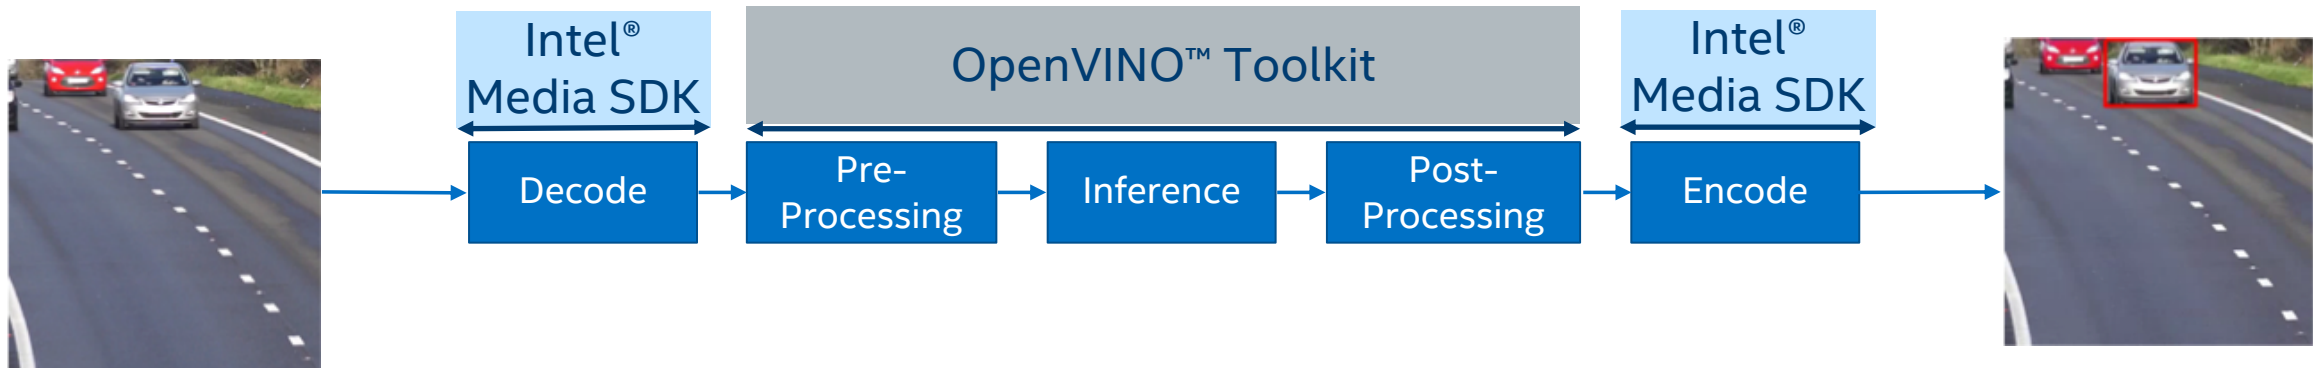 Intel®
Media SDK
OpenVINO™ Toolkit
Intel®
Media SDK
Decode
Pre-
Processing
Inference
Post-
Processing
Encode